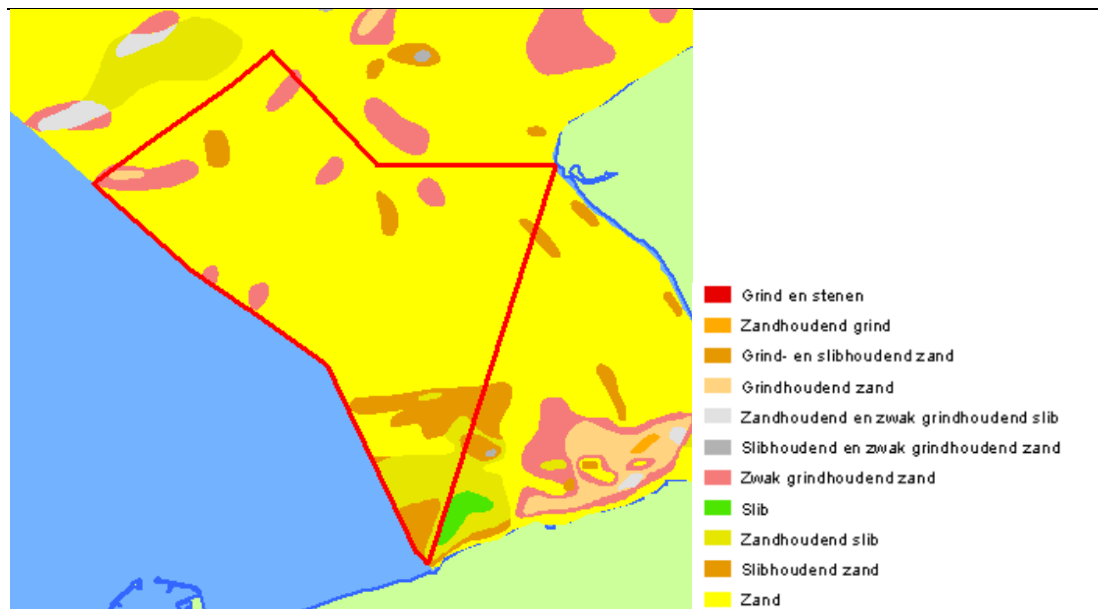 Grind en stenen
Zandhoudend grind
Grind- en slibhoudend zand
Grindhoudend zand
Zandhoudend en zwak grindhoudend slib
Slibhoudend en zwak grindhoudend zand
Zwak grindhoudend zand
Slib
Zandhoudend slib
Slibhoudend zand
Zand